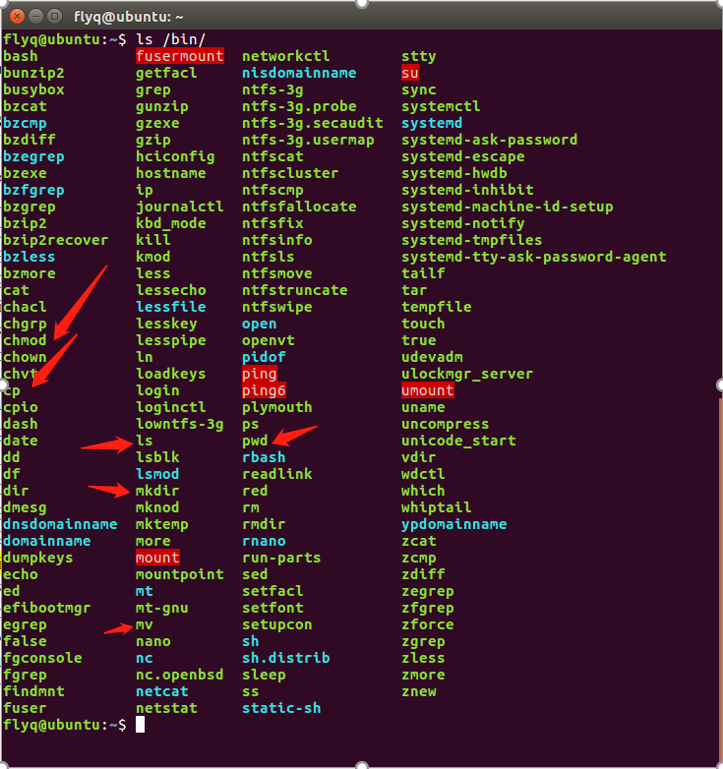 flyq@ubuntu: ~
flyq@ubuntu:~$ ls /bin/
bash fusermount networkctl stty
bunzip2 getfacl nisdomainname su
busybox grep ntfs-3g sync
bzcat gunzip ntfs-3g.probe systemctl
bzcmp gzexe ntfs-3g.secaudit systemd
bzdiff gzip ntfs-3g.usermap systemd-ask-password
bzegrep hciconfig ntfscat systemd-escape
bzexe hostname ntfscluster systemd-hwdb
bzfgrep ip ntfscmp systemd-inhibit
bzgrep journalctl ntfsfallocate systemd-machine-id-setup
bzip2 kbd_mode ntfsfix systemd-notify
bzip2recover kill ntfsinfo systemd-tmpfiles
bzless kmod ntfsls systemd-tty-ask-password-agent
bzmore less ntfsmove tailf
cat lessecho ntfstruncate tar
chacl lessfile ntfswipe tempfile
chgrp lesskey open touch
chmod lesspipe openvt true
chown ln pidof udevadm
chvt loadkeys ping ulockmgr_server
cp login ping6 umount
cpio loginctl plymouth uname
dash lowntfs-3g ps uncompress
date ls pwd unicode_start
dd lsblk rbash vdir
df lsmod readlink wdctl
dir mkdir red which
dmesg mknod rm whiptail
dnsdomainname mktemp rmdir ypdomainname
domainname more rnano zcat
dumpkeys mount run-parts zcmp
echo mountpoint sed zdiff
ed mt setfacl zegrep
efibootmgr mt-gnu setfont zfgrep
egrep mv setupcon zforce
false nano sh zgrep
fgconsole nc sh.distrib zless
fgrep nc.openbsd sleep zmore
findmnt netcat ss znew
fuser netstat static-sh
flyq@ubuntu:~$